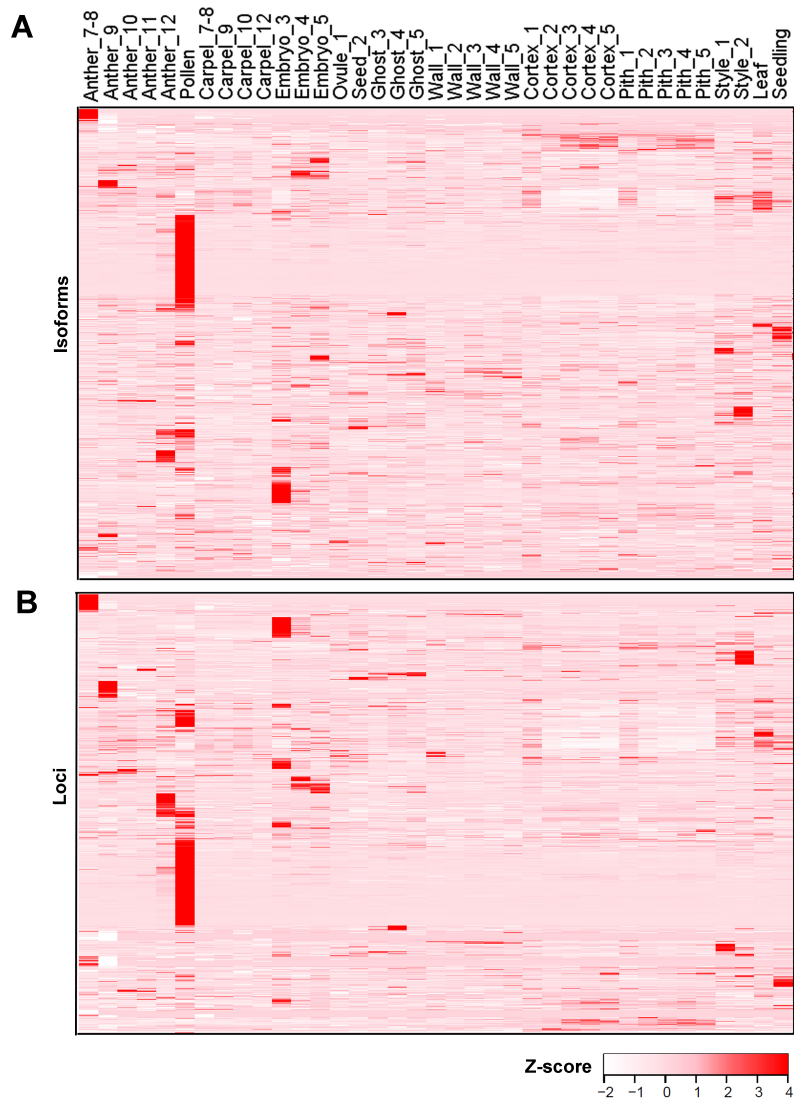 A
Anther_7-8
Anther_9
Anther_10
Anther_11
Anther_12
Pollen
Carpel_7-8
Carpel_9
Carpel_10
Carpel_12
Embryo_3
Embryo_4
Embryo_5
Ovule_1
Seed_2
Ghost_3
Ghost_4
Ghost_5
Wall_1
Wall_2
Wall_3
Wall_4
Wall_5
Cortex_1
Cortex_2
Cortex_3
Cortex_4
Cortex_5
Pith_1
Pith_2
Pith_3
Pith_4
Pith_5
Style_1
Style_2
Leaf
Seedling
Isoforms
B
Loci
Z-score
−2 −1 0 1 2 3 4